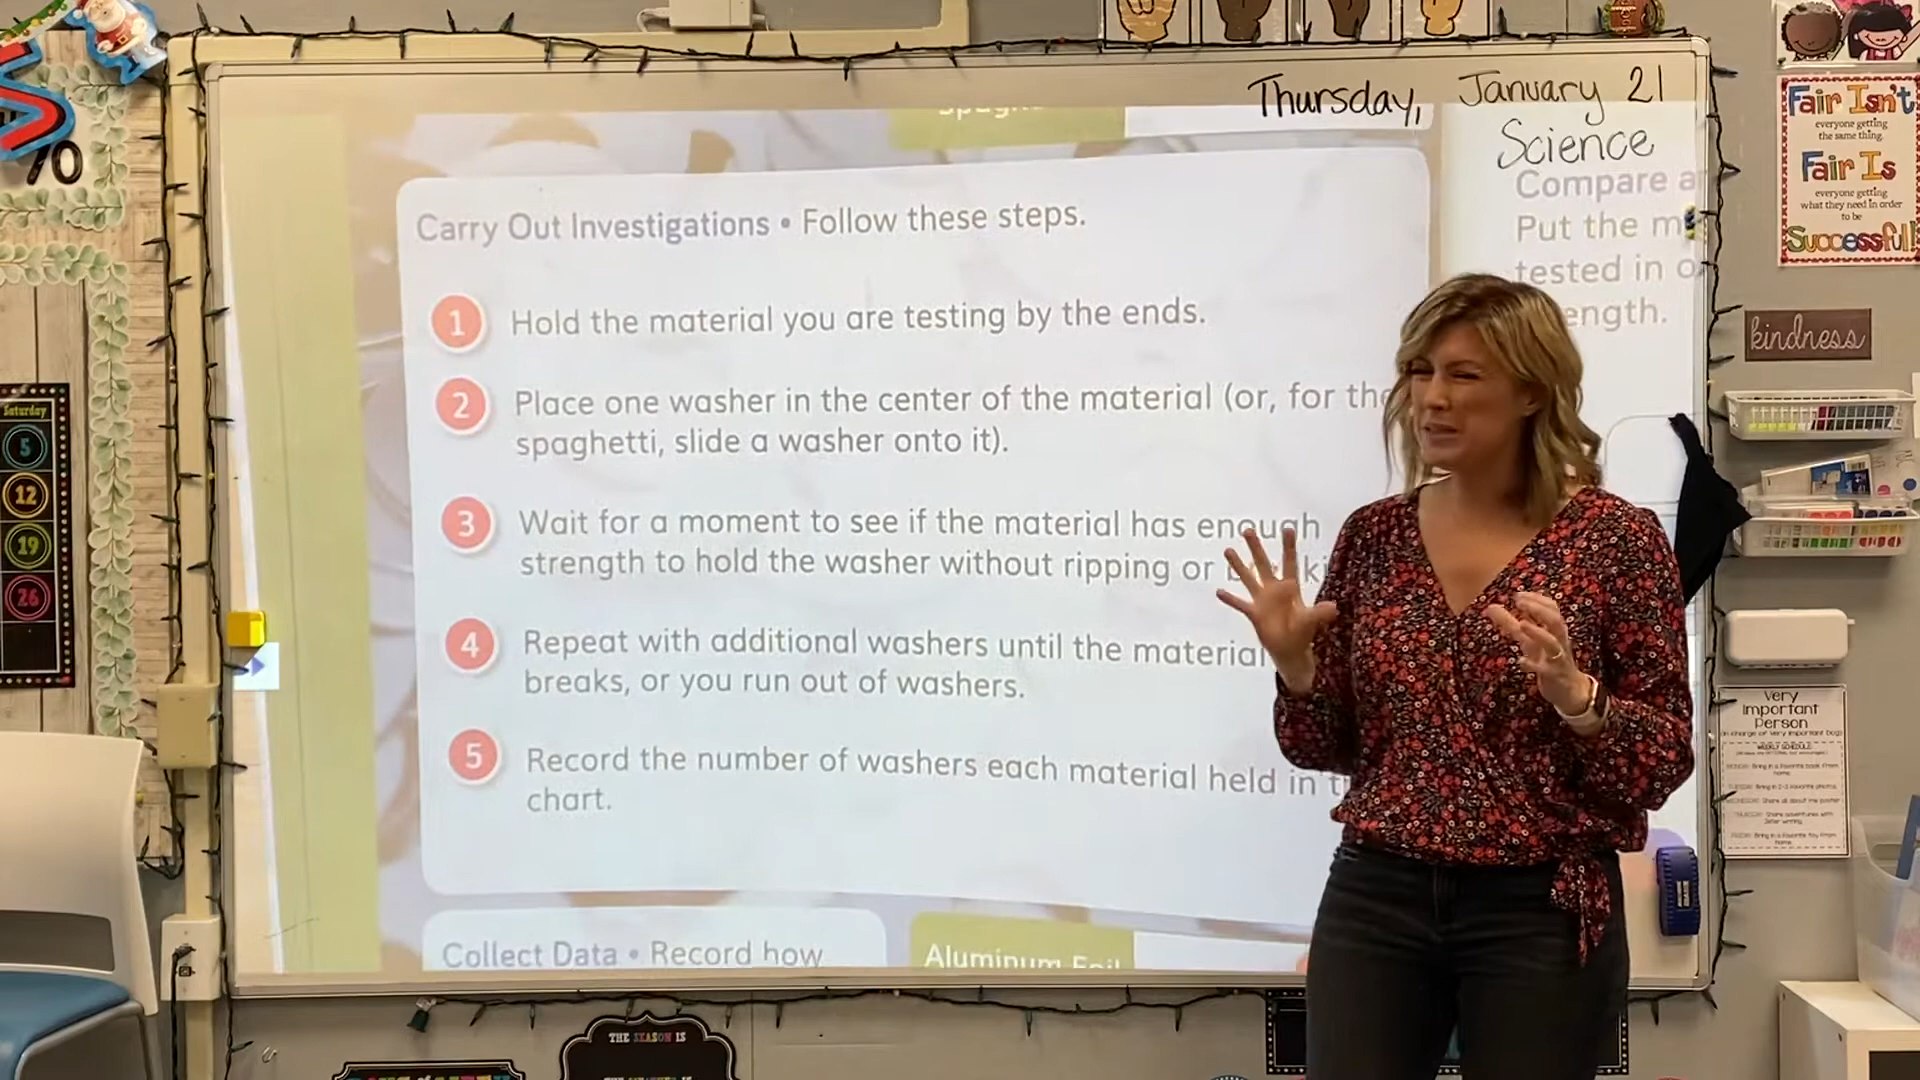 Thursday, January 21
Science
Carry Out Investigations • Follow these steps.
1 Hold the material you are testing by the ends.
2 Place one washer in the center of the material (or, for the
spaghetti, slide a washer onto it).
3 Wait for a moment to see if the material has enough
strength to hold the washer without ripping or
4 Repeat with additional washers until the material
breaks, or you run out of washers.
5 Record the number of washers each material held in
chart.
Collect Data • Record how
Aluminum Foil
Compare
Put the
tested in
Fair Isn't
everyone getting
the same thing.
Fair Is
everyone getting
what they need in order
to be
Successful!
kindness
Very
Important
Person
WEEKLY SCHEDULE
Saturday
5
12
19
26
70
THE SEASON IS